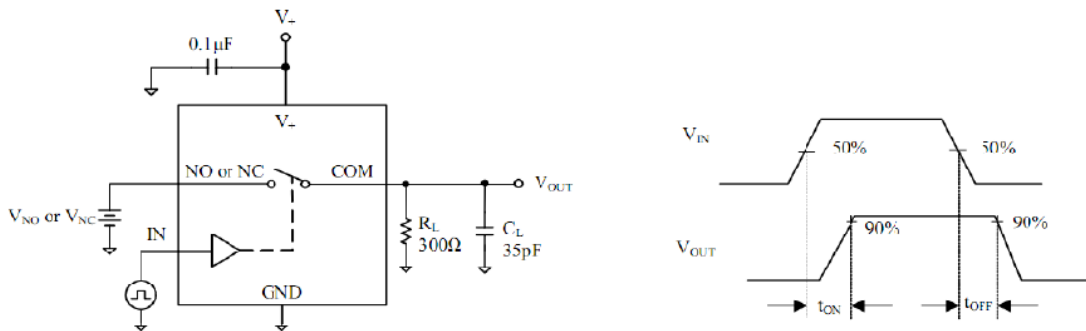 V+
0.1μF
V+
NO or NC
COM
VOUT
VNO or VNC
IN
RL
300Ω
CL
35pF
GND
VIN
50%
50%
VOUT
90%
90%
tON
tOFF